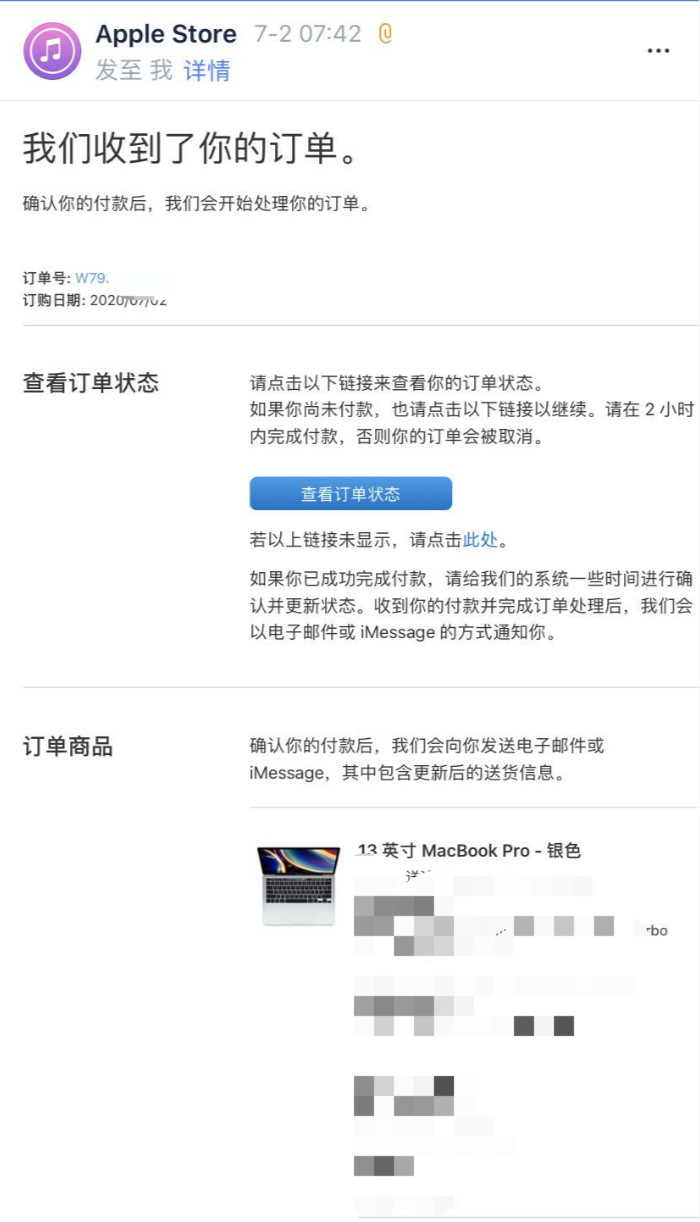 Apple Store 7-2 07:42
发至 我 详情
我们收到了你的订单。
确认你的付款后，我们会开始处理你的订单。
订单号: W79.
订购日期: 2020/07/02
查看订单状态
请点击以下链接来查看你的订单状态。
如果你尚未付款，也请点击以下链接以继续。请在 2 小时
内完成付款，否则你的订单会被取消。
查看订单状态
若以上链接未显示，请点击此处。
如果你已成功完成付款，请给我们的系统一些时间进行确
认并更新状态。收到你的付款并完成订单处理后，我们会
以电子邮件或 iMessage 的方式通知你。
订单商品
确认你的付款后，我们会向你发送电子邮件或
iMessage，其中包含更新后的送货信息。
13 英寸 MacBook Pro - 银色
rbo